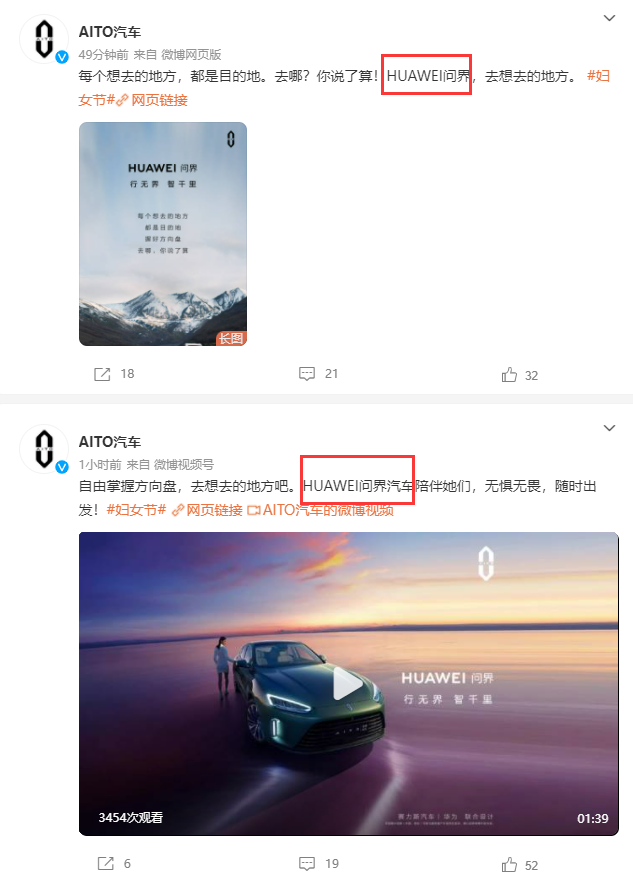 AITO汽车
49分钟前 来自 微博网页版
每个想去的地方，都是目的地。去哪？你说了算！HUAWEI问界，去想去的地方。 #妇
女节# 网页链接
HUAWEI 问界
行无界 智千里
每个想去的地方
都是目的地
握好方向盘
去哪，你说了算
长图
18
21
32
AITO汽车
1小时前 来自 微博视频号
自由掌握方向盘，去想去的地方吧。HUAWEI问界汽车陪伴她们，无惧无畏，随时出
发！#妇女节# 网页链接 AITO汽车的微博视频
HUAWEI 问界
行无界 智千里
赛力斯汽车 | 华为 联合设计
3454次观看
01:39
6
19
52